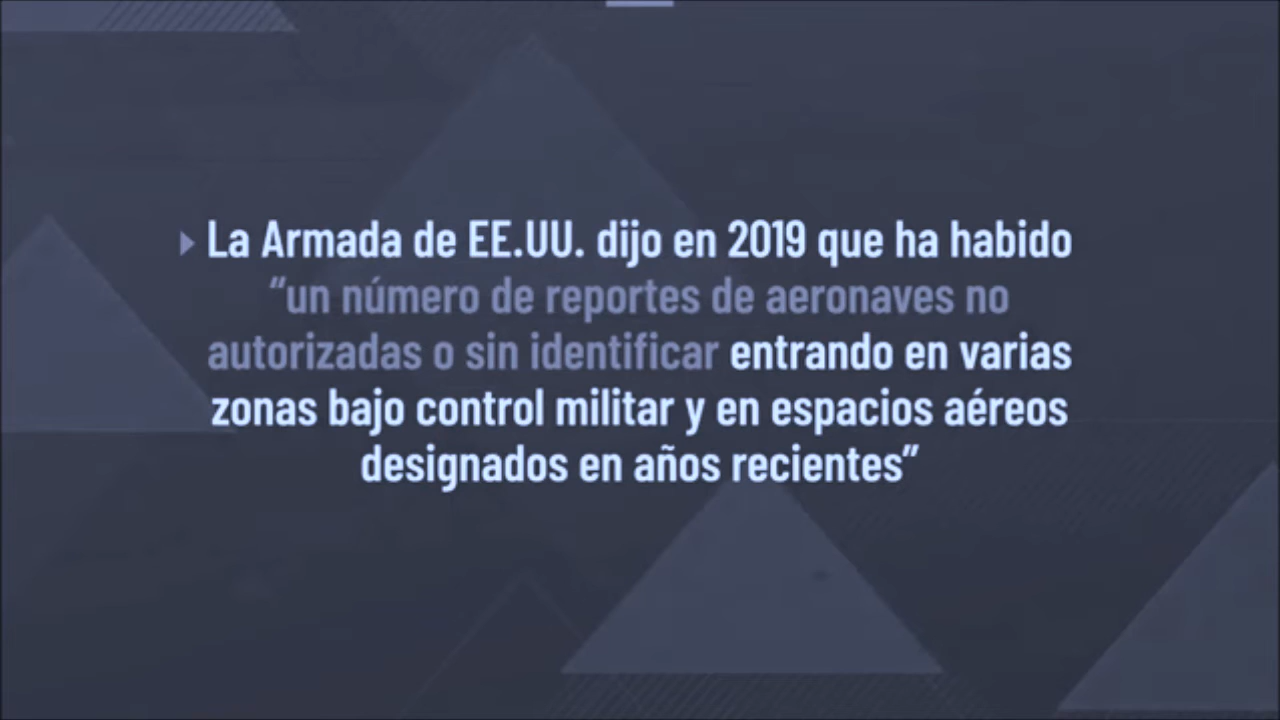 La Armada de EE.UU. dijo en 2019 que ha habido
“un número de reportes de aeronaves no
autorizadas o sin identificar entrando en varias
zonas bajo control militar y en espacios aéreos
designados en años recientes”